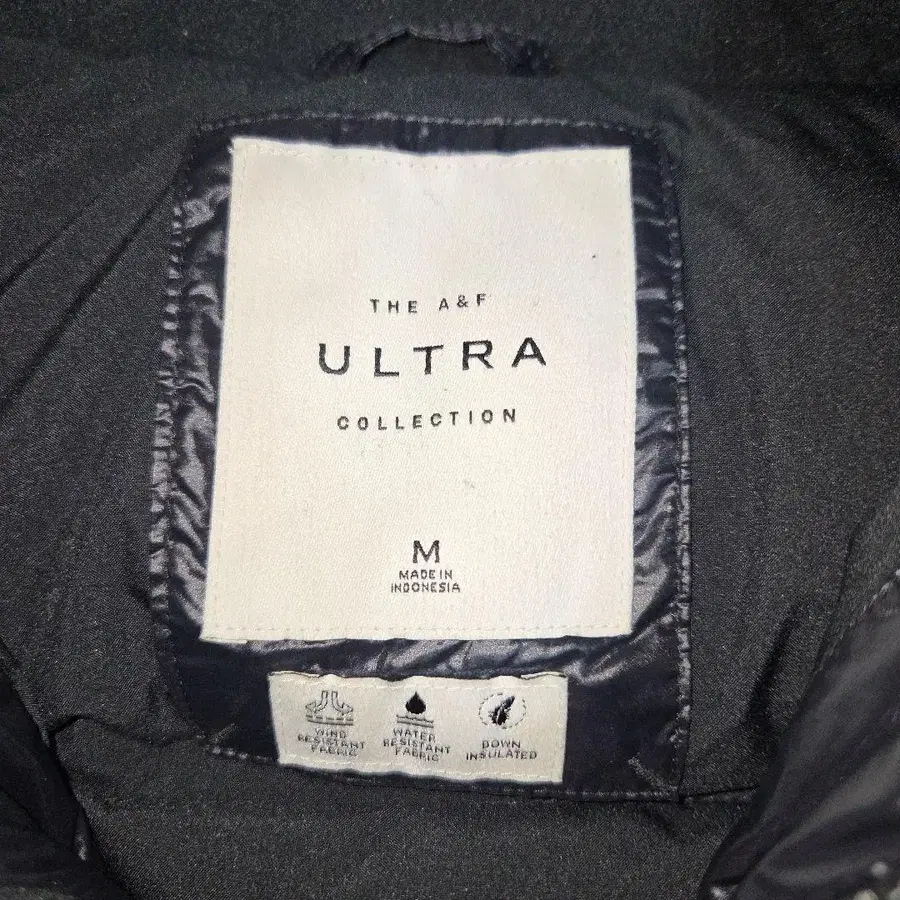 THE A&F
ULTRA
COLLECTION
M
MADE IN
INDONESIA
WIND
RESISTANT
FABRIC
WATER
RESISTANT
FABRIC
DOWN
INSULATED